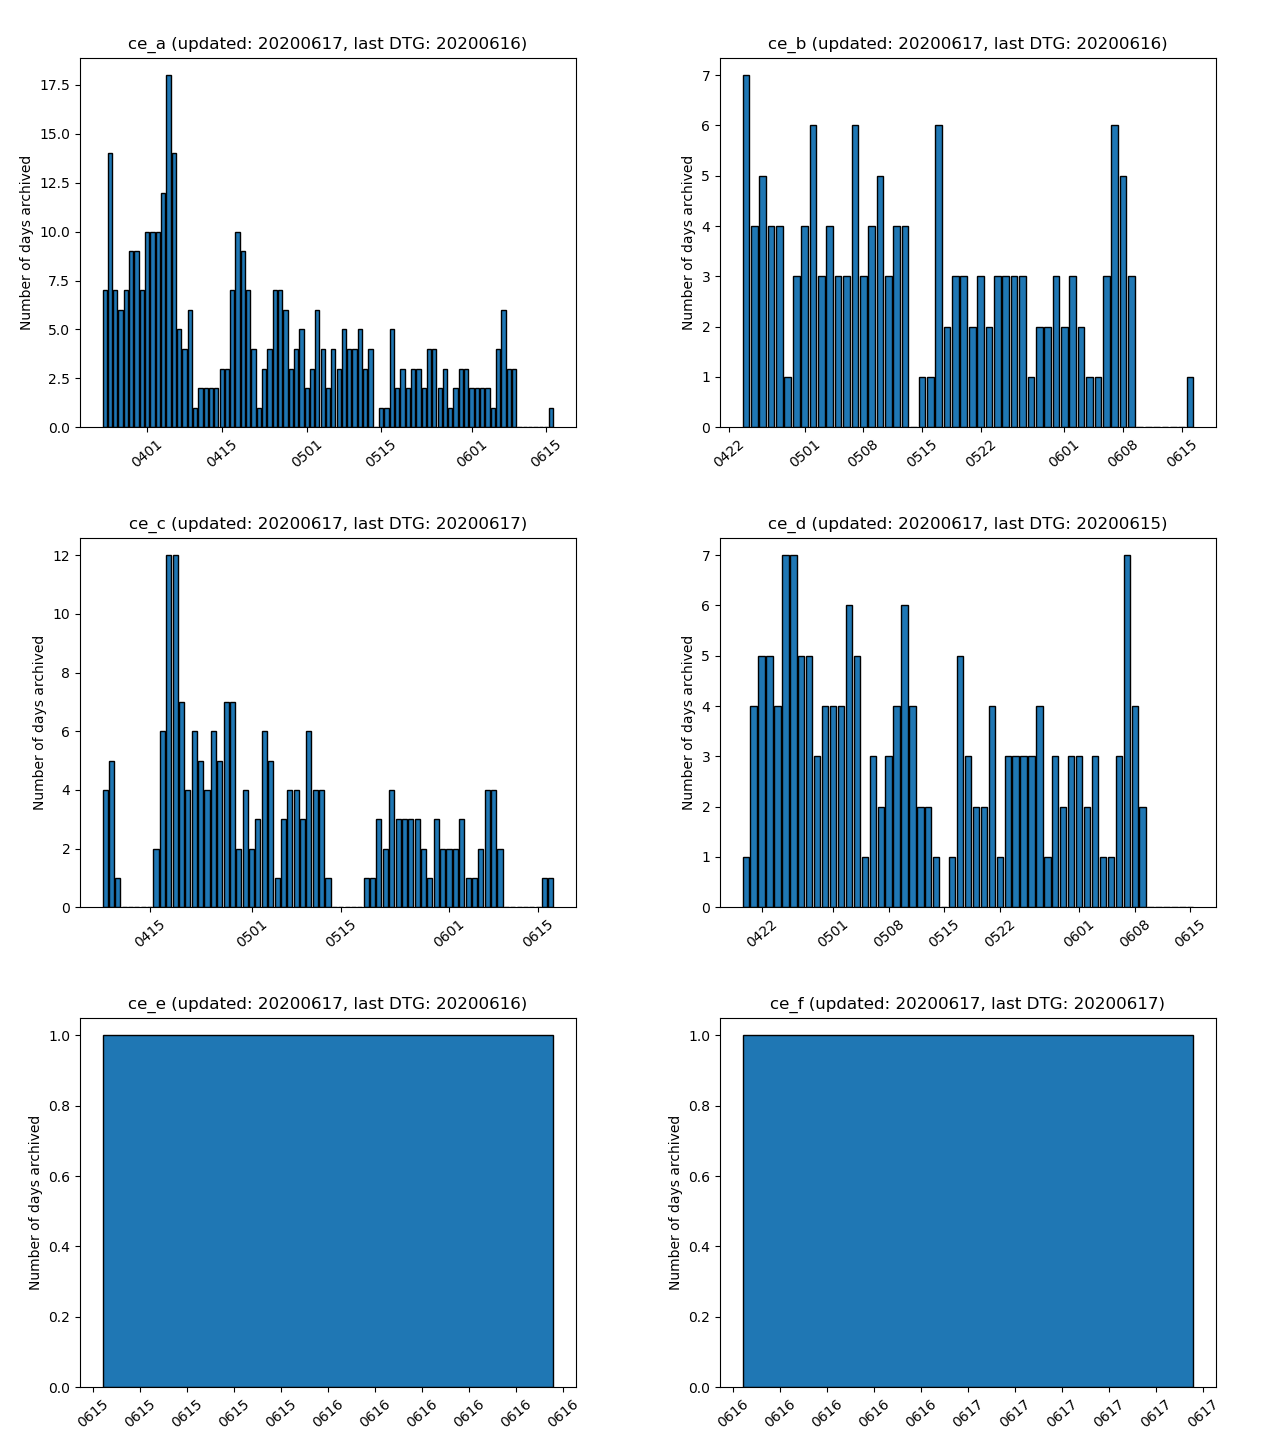 ce_a (updated: 20200617, last DTG: 20200616)
Number of days archived
17.5
15.0
12.5
10.0
7.5
5.0
2.5
0.0
0401 0415 0501 0515 0601 0615
ce_b (updated: 20200617, last DTG: 20200616)
Number of days archived
7
6
5
4
3
2
1
0
0422 0501 0508 0515 0522 0601 0608 0615
ce_c (updated: 20200617, last DTG: 20200617)
Number of days archived
12
10
8
6
4
2
0
0415 0501 0515 0601 0615
ce_d (updated: 20200617, last DTG: 20200615)
Number of days archived
7
6
5
4
3
2
1
0
0422 0501 0508 0515 0522 0601 0608 0615
ce_e (updated: 20200617, last DTG: 20200616)
Number of days archived
1.0
0.8
0.6
0.4
0.2
0.0
0615 0615 0615 0615 0615 0616 0616 0616 0616 0616 0616
ce_f (updated: 20200617, last DTG: 20200617)
Number of days archived
1.0
0.8
0.6
0.4
0.2
0.0
0616 0616 0616 0616 0616 0617 0617 0617 0617 0617 0617